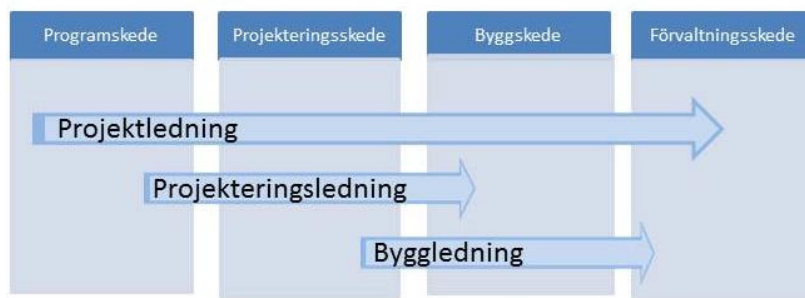 Programskede
Projekteringsskede
Byggskede
Förvaltningsskede
Projektledning
Projekteringsledning
Byggledning